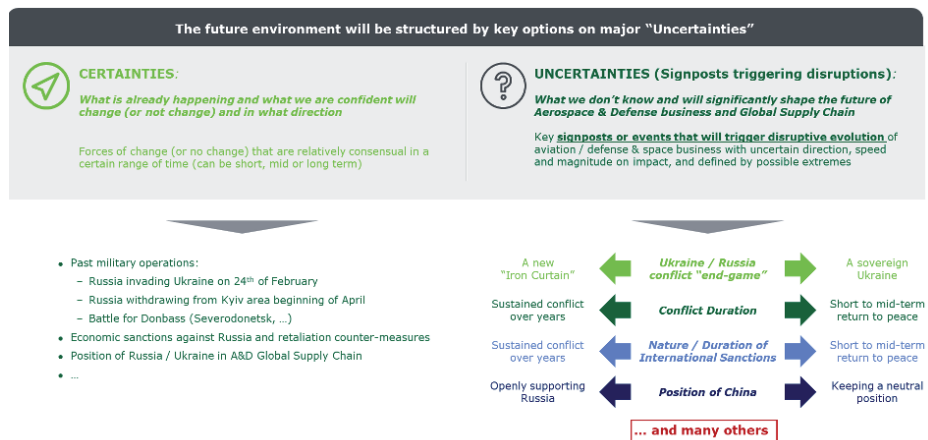 The future environment will be structured by key options on major “Uncertainties”
CERTAINTIES:
What is already happening and what we are confident will
change (or not change) and in what direction
Forces of change (or no change) that are relatively consensual in a
certain range of time (can be short, mid or long term)
UNCERTAINTIES (Signposts triggering disruptions):
What we don’t know and will significantly shape the future of
Aerospace & Defense business and Global Supply Chain
Key signposts or events that will trigger disruptive evolution of
aviation / defense & space business with uncertain direction, speed
and magnitude on impact, and defined by possible extremes
• Past military operations:
– Russia invading Ukraine on 24th of February
– Russia withdrawing from Kyiv area beginning of April
– Battle for Donbass (Severodonetsk, …)
• Economic sanctions against Russia and retaliation counter-measures
• Position of Russia / Ukraine in A&D Global Supply Chain
• …
A new
“Iron Curtain”
Ukraine / Russia
conflict “end-game”
A sovereign
Ukraine
Sustained conflict
over years
Conflict Duration
Short to mid-term
return to peace
Sustained conflict
over years
Nature / Duration of
International Sanctions
Short to mid-term
return to peace
Openly supporting
Russia
Position of China
Keeping a neutral
position
… and many others